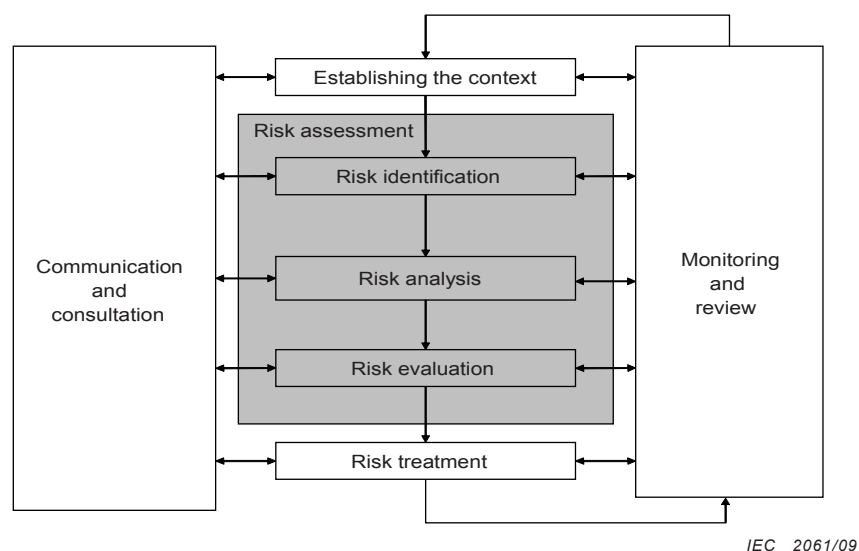 Establishing the context
Risk assessment
Risk identification
Communication
and
consultation
Risk analysis
Monitoring
and
review
Risk evaluation
Risk treatment
IEC 2061/09